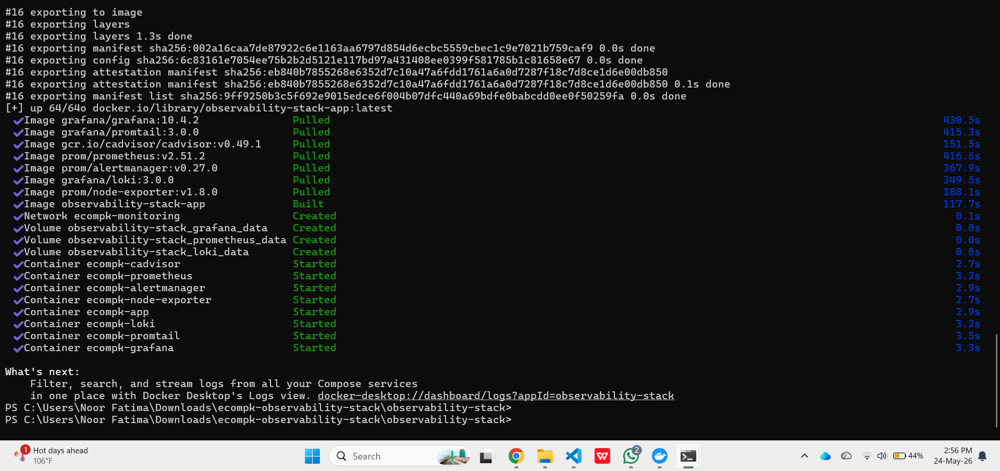 #16 exporting to image
#16 exporting layers
#16 exporting layers 1.3s done
#16 exporting manifest sha256:002a16caa7de87922c6e1163aa6797d854d6ecbc5559cbec1c9e7021b759caf9 0.0s done
#16 exporting config sha256:6c83161e7054ee75b2b2d5121e117bd97a431408ee0399f581785b1c81658e67 0.0s done
#16 exporting attestation manifest sha256:eb840b7855268e6352d7c10a47a6fdd1761a6a0d7287f18c7d8ce1d6e00db850
#16 exporting attestation manifest sha256:eb840b7855268e6352d7c10a47a6fdd1761a6a0d7287f18c7d8ce1d6e00db850 0.1s done
#16 exporting manifest list sha256:9ff9250b3c5f692e9015edce6f004b07dfc440a69bdfe0babcdd0ee0f50259fa 0.0s done
[+] up 64/64o docker.io/library/observability-stack-app:latest
✔Image grafana/grafana:10.4.2 Pulled 430.5s
✔Image grafana/promtail:3.0.0 Pulled 415.3s
✔Image gcr.io/cadvisor/cadvisor:v0.49.1 Pulled 151.5s
✔Image prom/prometheus:v2.51.2 Pulled 416.6s
✔Image prom/alertmanager:v0.27.0 Pulled 367.9s
✔Image grafana/loki:3.0.0 Pulled 349.5s
✔Image prom/node-exporter:v1.8.0 Pulled 188.1s
✔Image observability-stack-app Built 117.7s
✔Network ecompk-monitoring Created 0.1s
✔Volume observability-stack_grafana_data Created 0.0s
✔Volume observability-stack_prometheus_data Created 0.0s
✔Volume observability-stack_loki_data Created 0.0s
✔Container ecompk-cadvisor Started 2.7s
✔Container ecompk-prometheus Started 3.2s
✔Container ecompk-alertmanager Started 2.9s
✔Container ecompk-node-exporter Started 2.7s
✔Container ecompk-app Started 2.9s
✔Container ecompk-loki Started 3.2s
✔Container ecompk-promtail Started 3.5s
✔Container ecompk-grafana Started 3.3s
What's next:
Filter, search, and stream logs from all your Compose services
in one place with Docker Desktop's Logs view. docker-desktop://dashboard/logs?appId=observability-stack
PS C:\Users\Noor Fatima\Downloads\ecompk-observability-stack\observability-stack>
PS C:\Users\Noor Fatima\Downloads\ecompk-observability-stack\observability-stack>
1 Hot days ahead
106°F
Search
2
44%
2:56 PM
24-May-26